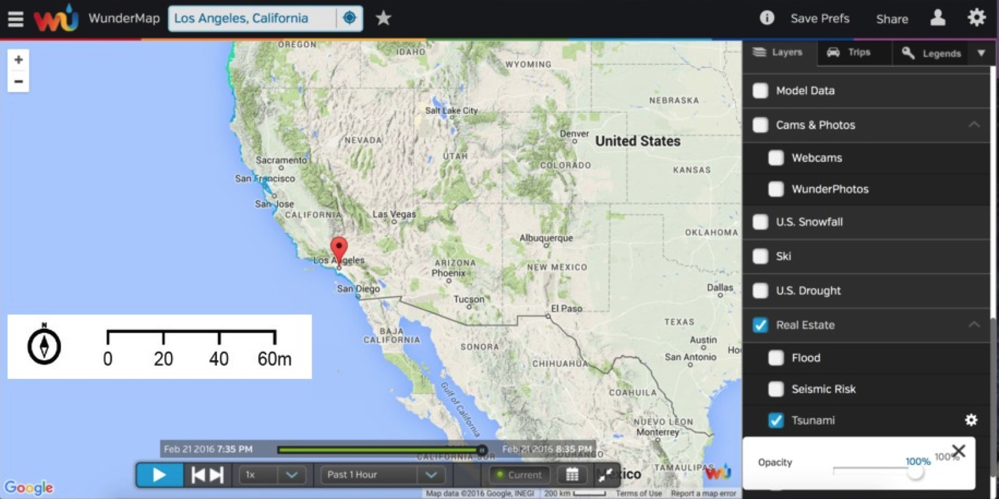 WunderMap
Los Angeles, California
Save Prefs
Share
Layers
Trips
Legends
+
−
OREGON
IDAHO
WYOMING
NEBRASKA
Salt Lake City
Denver
United States
NEVADA
UTAH
COLORADO
KANSAS
Sacramento
San Francisco
San Jose
CALIFORNIA
Las Vegas
OKLAHOMA
Albuquerque
Los Angeles
ARIZONA
NEW MEXICO
Phoenix
San Diego
Dallas
Tucson
El Paso
TEXAS
BAJA
CALIFORNIA
SONORA
Austin
San Antonio
CHIHUAHUA
COAHUILA
Gulf of California
NUEVO LEON
Monterrey
DURANGO
CALIFORNIA SUR
TAMAULIPAS
Mexico
N
0 20 40 60m
Feb 21 2016 7:35 PM
Feb 21 2016 8:35 PM
1x
Past 1 Hour
Current
Google
Map data ©2016 Google, INEGI
200 km
Terms of Use
Report a map error
Model Data
Cams & Photos
Webcams
WunderPhotos
U.S. Snowfall
Ski
U.S. Drought
Real Estate
Flood
Seismic Risk
Tsunami
Opacity
100%
100%